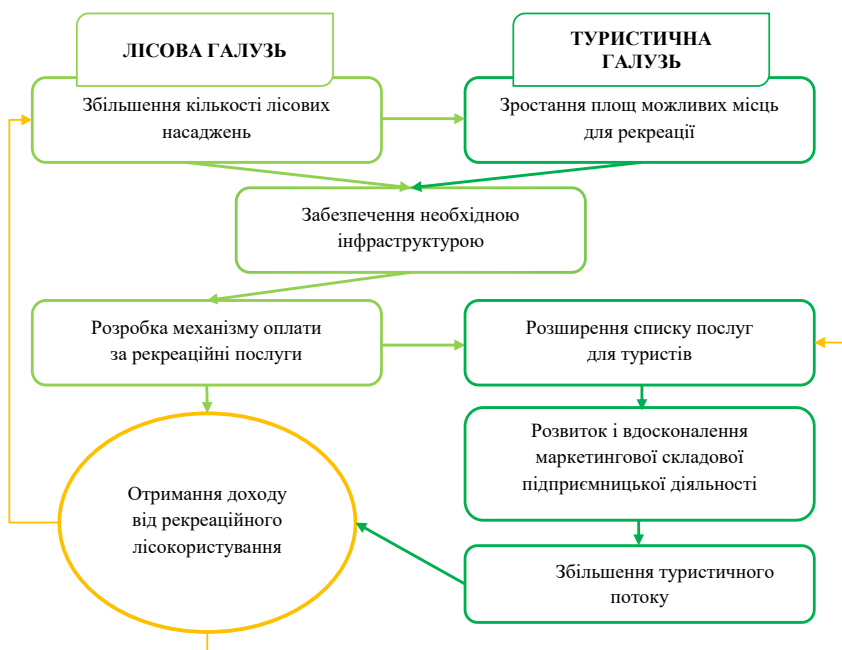 ЛІСОВА ГАЛУЗЬ
ТУРИСТИЧНА
ГАЛУЗЬ
Збільшення кількості лісових
насаджень
Зростання площ можливих місць
для рекреації
Забезпечення необхідною
інфраструктурою
Розробка механізму оплати
за рекреаційні послуги
Розширення списку послуг
для туристів
Розвиток і вдосконалення
маркетингової складової
підприємницької діяльності
Отримання доходу
від рекреаційного
лісокористування
Збільшення туристичного
потоку